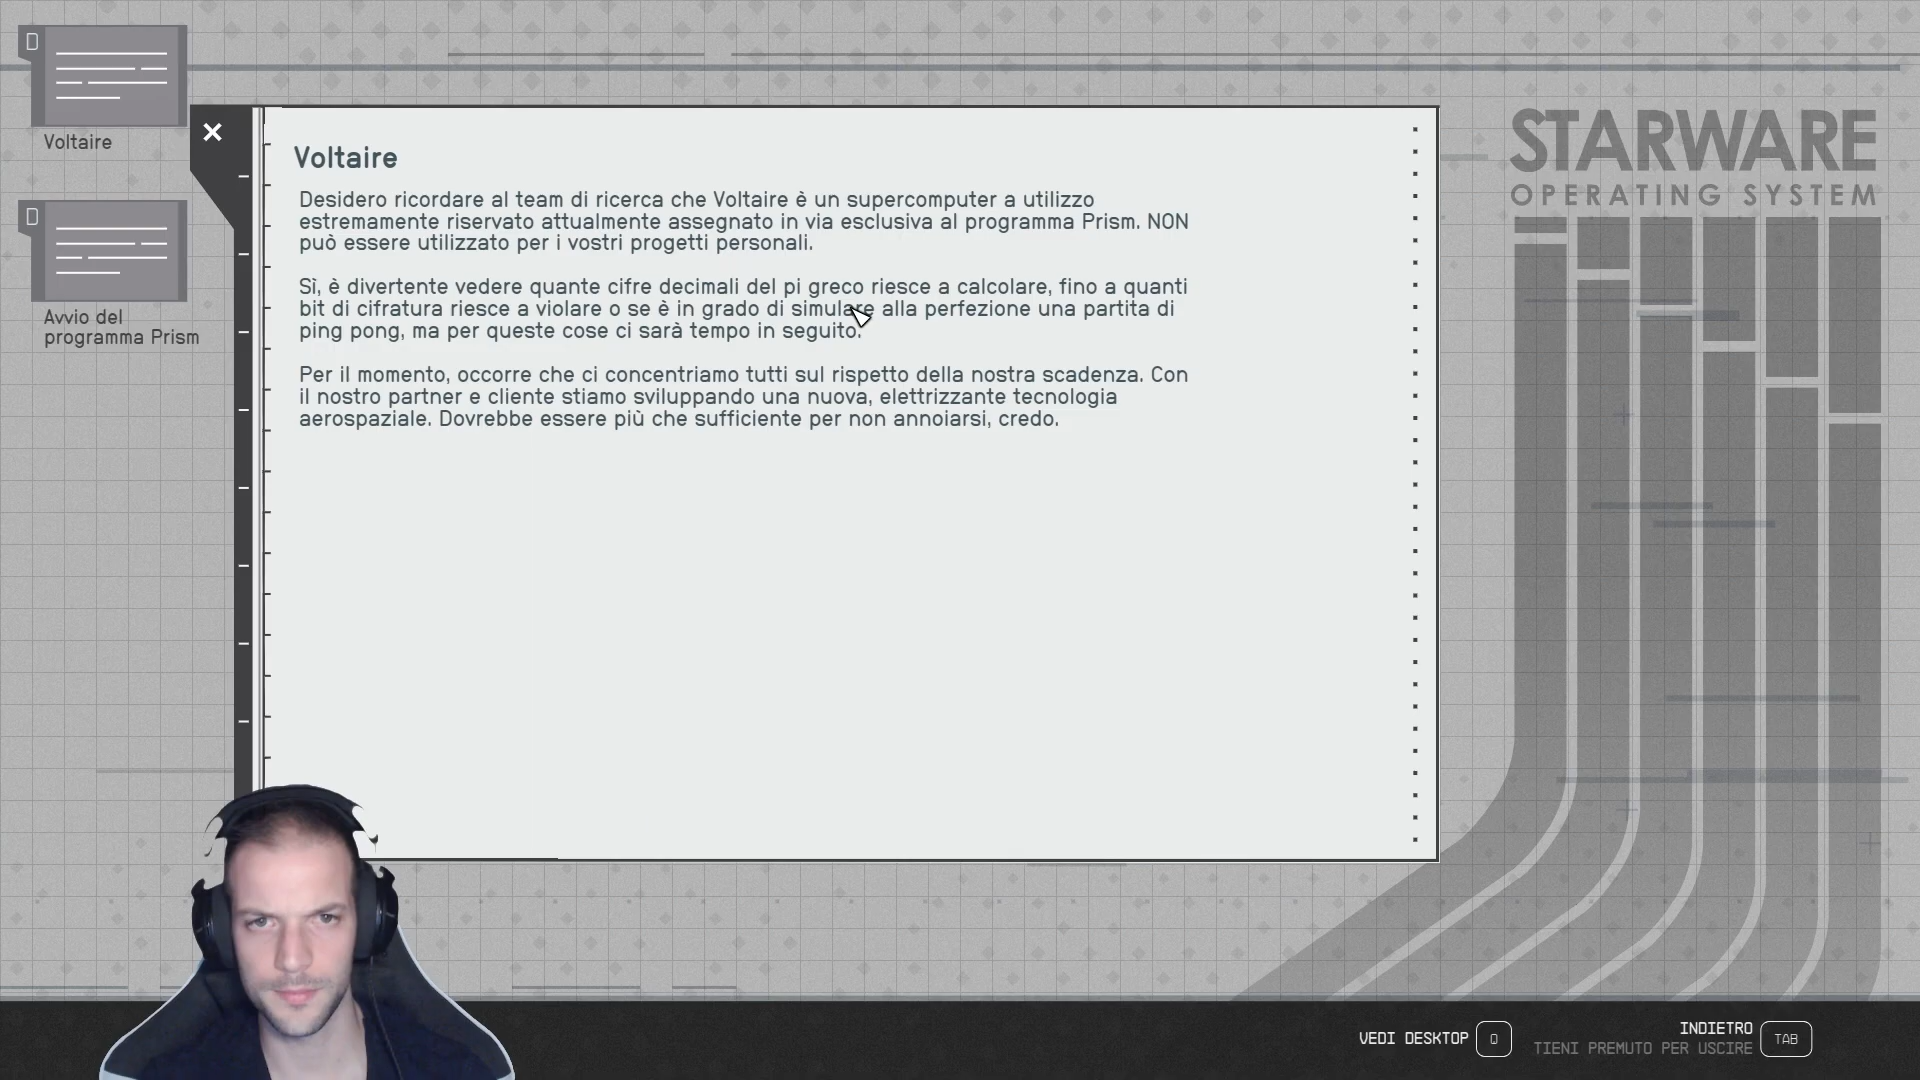 Voltaire
Avvio del
programma Prism
Voltaire
Desidero ricordare al team di ricerca che Voltaire è un supercomputer a utilizzo
estremamente riservato attualmente assegnato in via esclusiva al programma Prism. NON
può essere utilizzato per i vostri progetti personali.
Sì, è divertente vedere quante cifre decimali del pi greco riesce a calcolare, fino a quanti
bit di cifratura riesce a violare o se è in grado di simulare alla perfezione una partita di
ping pong, ma per queste cose ci sarà tempo in seguito.
Per il momento, occorre che ci concentriamo tutti sul rispetto della nostra scadenza. Con
il nostro partner e cliente stiamo sviluppando una nuova, elettrizzante tecnologia
aerospaziale. Dovrebbe essere più che sufficiente per non annoiarsi, credo.
STARWARE
OPERATING SYSTEM
VEDI DESKTOP Q
INDIETRO TAB
TIENI PREMUTO PER USCIRE